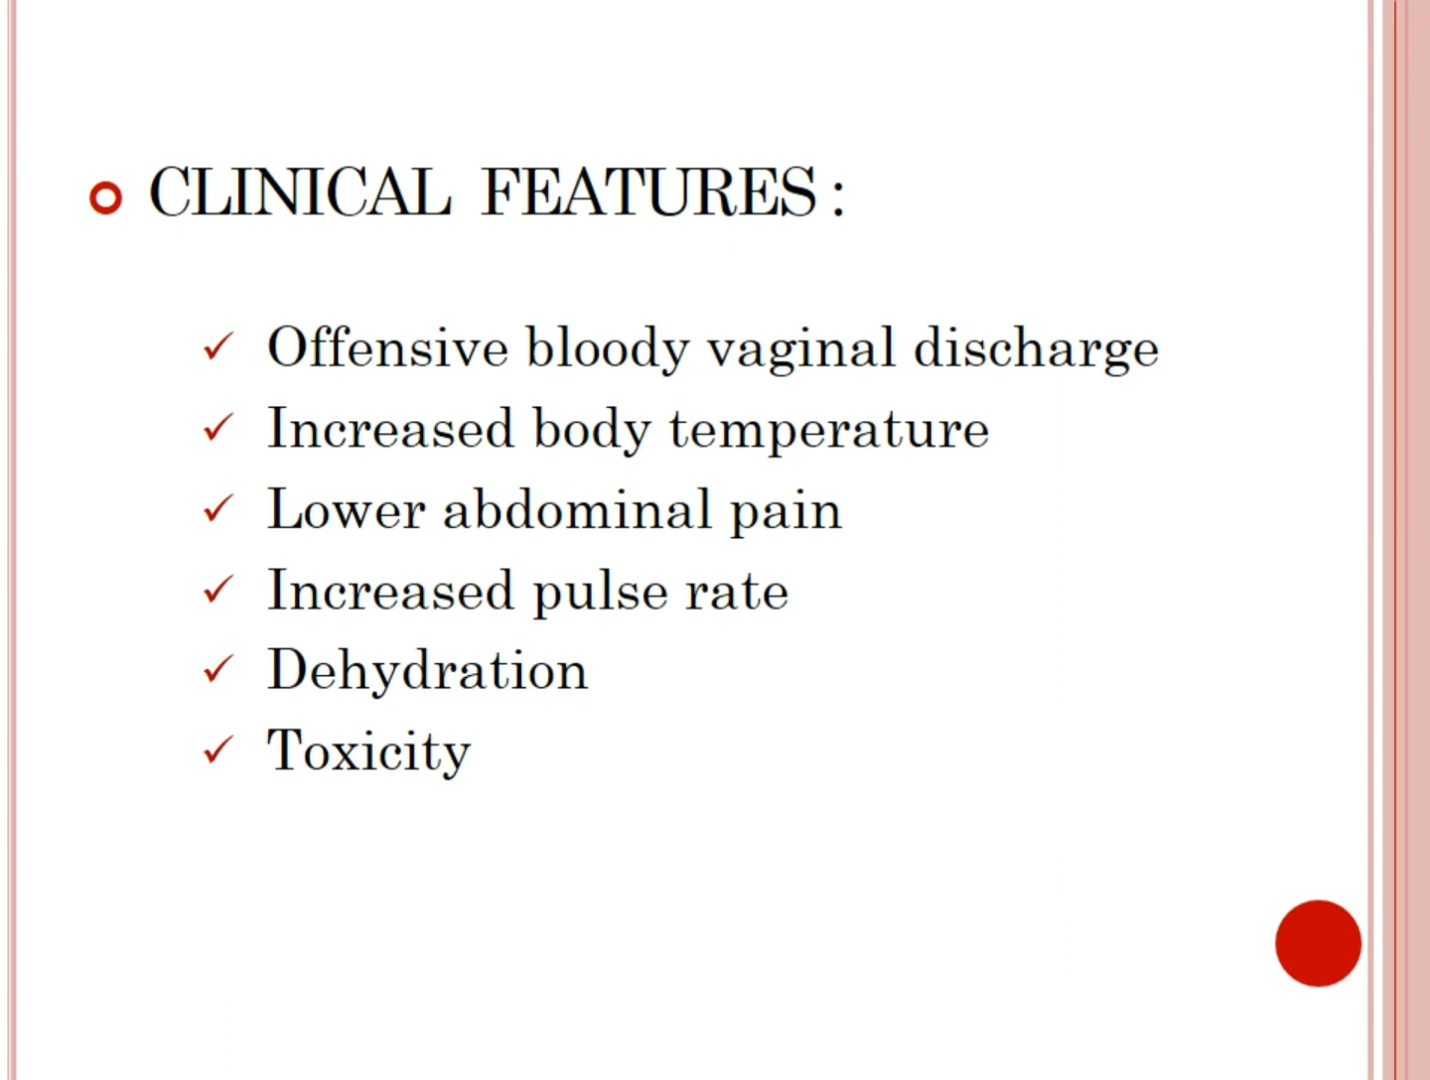 CLINICAL FEATURES :
✓ Offensive bloody vaginal discharge
✓ Increased body temperature
✓ Lower abdominal pain
✓ Increased pulse rate
✓ Dehydration
✓ Toxicity